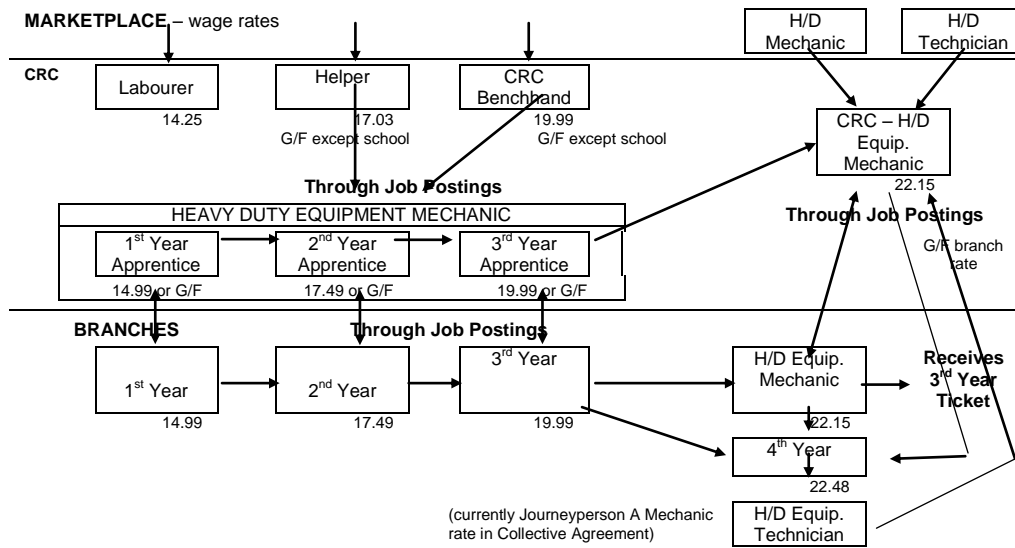 MARKETPLACE – wage rates
H/D
Mechanic
H/D
Technician
CRC
Labourer
14.25
Helper
17.03
G/F except school
CRC
Benchhand
19.99
G/F except school
CRC – H/D
Equip.
Mechanic
22.15
Through Job Postings
Through Job Postings
G/F branch
rate
HEAVY DUTY EQUIPMENT MECHANIC
1st Year
Apprentice
14.99 or G/F
2nd Year
Apprentice
17.49 or G/F
3rd Year
Apprentice
19.99 or G/F
BRANCHES
Through Job Postings
1st Year
14.99
2nd Year
17.49
3rd Year
19.99
H/D Equip.
Mechanic
22.15
Receives
3rd Year
Ticket
4th Year
22.48
(currently Journeyperson A Mechanic
rate in Collective Agreement)
H/D Equip.
Technician